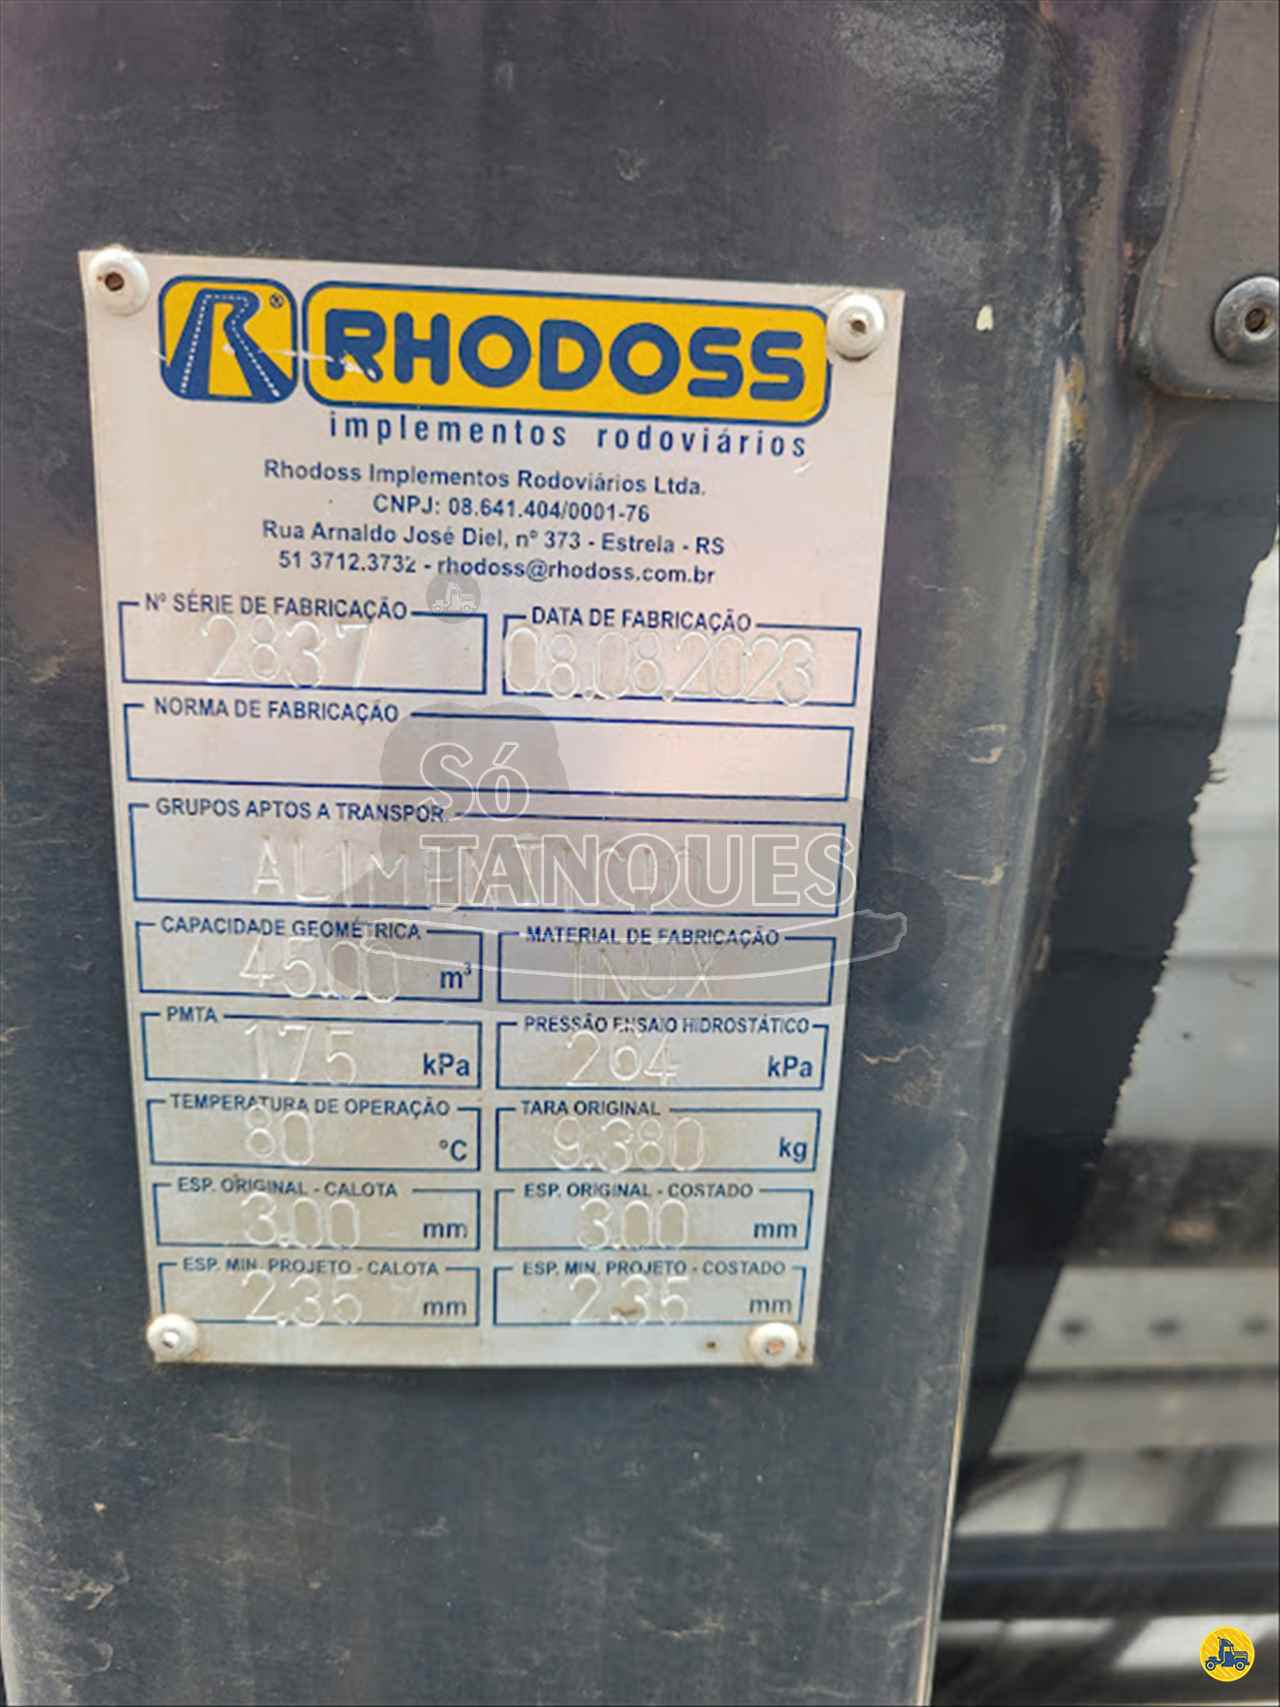 R®
RHODOSS
implementos rodoviários
Rhodoss Implementos Rodoviários Ltda.
CNPJ: 08.641.404/0001-76
Rua Arnaldo José Diel, nº 373 - Estrela - RS
51 3712.3732 - rhodoss@rhodoss.com.br
Nº SÉRIE DE FABRICAÇÃO
2837
DATA DE FABRICAÇÃO
08.08.2023
NORMA DE FABRICAÇÃO
GRUPOS APTOS A TRANSPOR.
ALIMENTICIO
Só
TANQUES
CAPACIDADE GEOMÉTRICA
45.00 m³
MATERIAL DE FABRICAÇÃO
INOX
PMTA
175 kPa
PRESSÃO ENSAIO HIDROSTÁTICO
264 kPa
TEMPERATURA DE OPERAÇÃO
80 °C
TARA ORIGINAL
9.380 kg
ESP. ORIGINAL - CALOTA
3.00 mm
ESP. ORIGINAL - COSTADO
3.00 mm
ESP. MIN. PROJETO - CALOTA
2.35 mm
ESP. MIN. PROJETO - COSTADO
2.35 mm